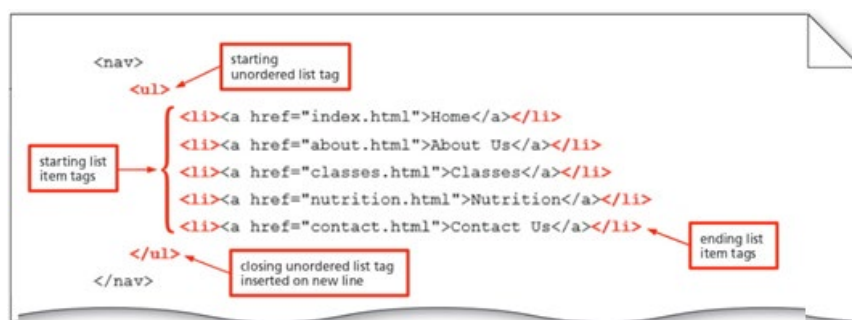 starting
unordered list tag
<nav>
<ul>
<li><a href="index.html">Home</a></li>
<li><a href="about.html">About Us</a></li>
starting list
item tags
<li><a href="classes.html">Classes</a></li>
<li><a href="nutrition.html">Nutrition</a></li>
<li><a href="contact.html">Contact Us</a></li>
ending list
item tags
</ul>
closing unordered list tag
inserted on new line
</nav>